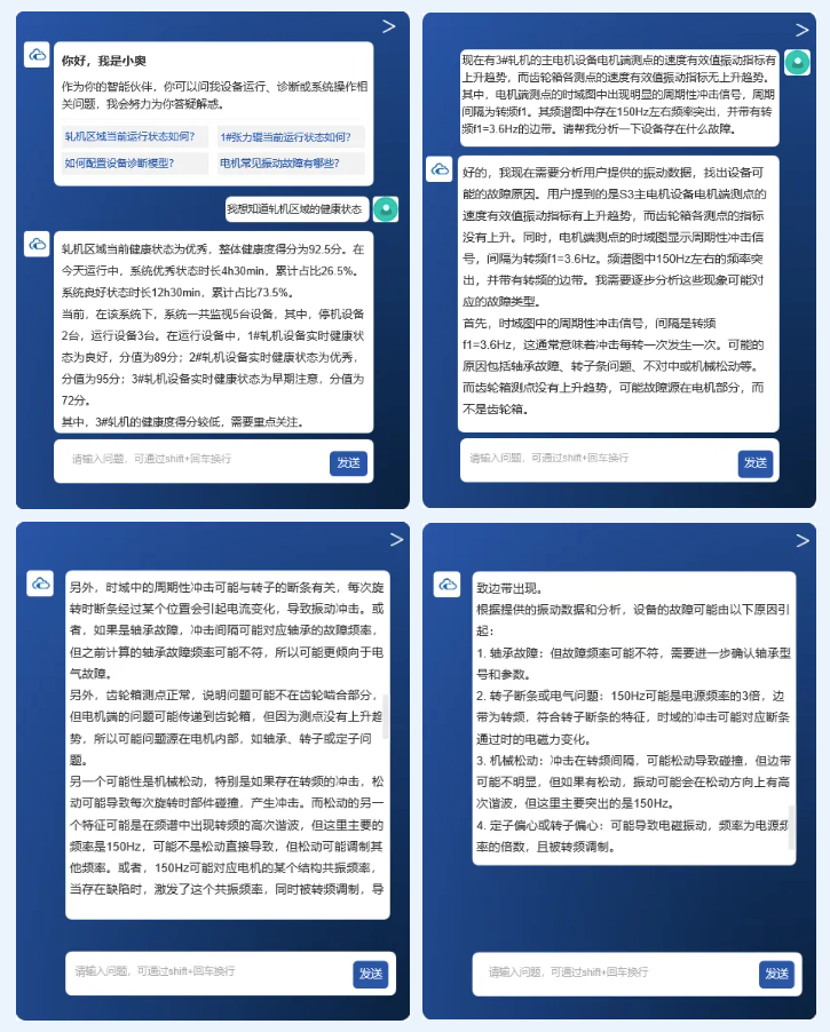 >
你好，我是小奥
作为你的智能伙伴，你可以问我设备运行、诊断或系统操作相
关问题，我会努力为你答疑解惑。
轧机区域当前运行状态如何?
1#张力辊当前运行状态如何?
如何配置设备诊断模型?
电机常见振动故障有哪些?
我想知道轧机区域的健康状态
轧机区域当前健康状态为优秀，整体健康度得分为92.5分。在
今天运行中，系统优秀状态时长4h30min，累计占比26.5%。
系统良好状态时长12h30min，累计占比73.5%。
当前，在该系统下，系统一共监视5台设备，其中，停机设备
2台，运行设备3台。在运行设备中，1#轧机设备实时健康状
态为良好，分值为89分；2#轧机设备实时健康状态为优秀，
分值为95分；3#轧机设备实时健康状态为早期注意，分值为
72分。
其中，3#轧机的健康度得分较低，需要重点关注。
请输入问题，可通过shift+回车换行
发送
>
现在有3#轧机的主电机设备电机端测点的速度有效值振动指标有
上升趋势，而齿轮箱各测点的速度有效值振动指标无上升趋势。
其中，电机端测点的时域图中出现明显的周期性冲击信号，周期
间隔为转频f1。其频谱图中存在150Hz左右频率突出，并带有转
频f1=3.6Hz的边带。请帮我分析一下设备存在什么故障。
好的，我现在需要分析用户提供的振动数据，找出设备可
能的故障原因。用户提到的是S3主电机设备电机端测点的
速度有效值振动指标有上升趋势，而齿轮箱各测点的指标
没有上升。同时，电机端测点的时域图显示周期性冲击信
号，间隔为转频f1=3.6Hz。频谱图中150Hz左右的频率突
出，并带有转频的边带。我需要逐步分析这些现象可能对
应的故障类型。
首先，时域图中的周期性冲击信号，间隔是转频
f1=3.6Hz，这通常意味着冲击每转一次发生一次。可能的
原因包括轴承故障、转子条问题、不对中或机械松动等。
而齿轮箱测点没有上升趋势，可能故障源在电机部分，而
不是齿轮箱。
请输入问题，可通过shift+回车换行
发送
>
另外，时域中的周期性冲击可能与转子的断条有关，每次旋
转时断条经过某个位置会引起电流变化，导致振动冲击。或
者，如果是轴承故障，冲击间隔可能对应轴承的故障频率，
但之前计算的轴承故障频率可能不符，所以可能更倾向于电
气故障。
另外，齿轮箱测点正常，说明问题可能不在齿轮啮合部分，
但电机端的问题可能传递到齿轮箱，但因为测点没有上升趋
势，所以可能问题源在电机内部，如轴承、转子或定子问
题。
另一个可能性是机械松动，特别是如果存在转频的冲击，松
动可能导致每次旋转时部件碰撞，产生冲击。而松动的另一
个特征可能是在频谱中出现转频的高次谐波，但这里主要的
频率是150Hz，可能不是松动直接导致，但松动可能调制其
他频率。或者，150Hz可能对应电机的某个结构共振频率，
当存在缺陷时，激发了这个共振频率，同时被转频调制，导
请输入问题，可通过shift+回车换行
发送
>
致边带出现。
根据提供的振动数据和分析，设备的故障可能由以下原因引
起：
1. 轴承故障：但故障频率可能不符，需要进一步确认轴承型
号和参数。
2. 转子断条或电气问题：150Hz可能是电源频率的3倍，边
带为转频，符合转子断条的特征，时域的冲击可能对应断条
通过时的电磁力变化。
3. 机械松动：冲击在转频间隔，可能松动导致碰撞，但边带
可能不明显，但如果有松动，振动可能会在松动方向上有高
次谐波，但这里主要突出的是150Hz。
4. 定子偏心或转子偏心：可能导致电磁振动，频率为电源频
率的倍数，且被转频调制。
请输入问题，可通过shift+回车换行
发送